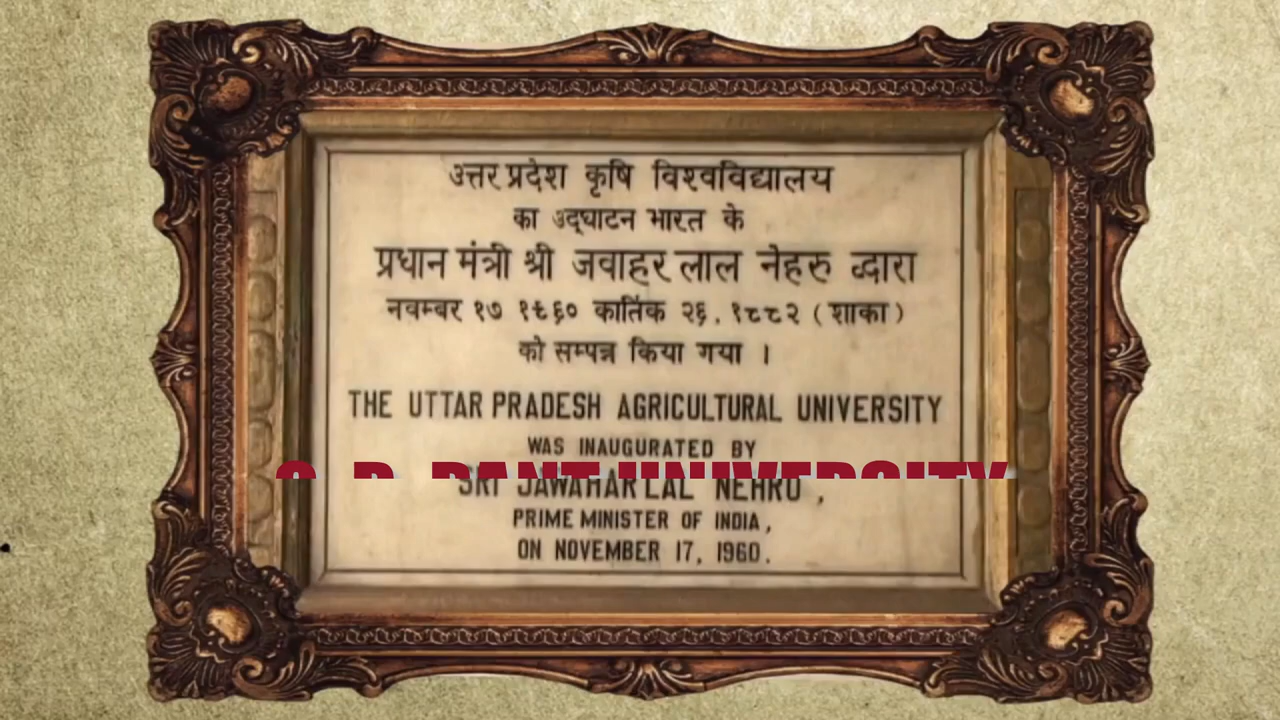 उत्तर प्रदेश कृषि विश्वविद्यालय
का उद्घाटन भारत के
प्रधान मंत्री श्री जवाहर लाल नेहरु द्वारा
नवम्बर १७ १९६० कार्तिक २६, १८८२ (शाका)
को सम्पन्न किया गया ।
THE UTTAR PRADESH AGRICULTURAL UNIVERSITY
WAS INAUGURATED BY
SRI JAWAHARLAL NEHRU ,
PRIME MINISTER OF INDIA,
ON NOVEMBER 17, 1960.